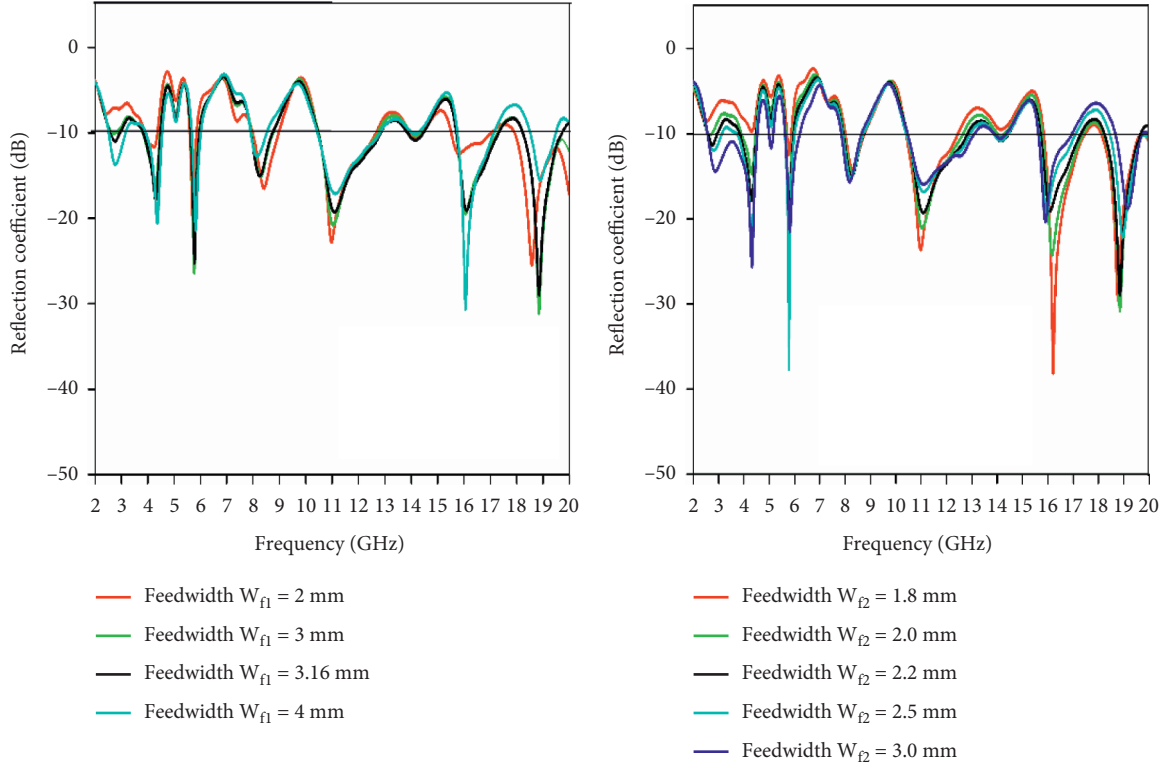 0
−10
−20
−30
−40
−50
Reflection coefficient (dB)
2 3 4 5 6 7 8 9 10 11 12 13 14 15 16 17 18 19 20
Frequency (GHz)
Feedwidth Wf1 = 2 mm
Feedwidth Wf1 = 3 mm
Feedwidth Wf1 = 3.16 mm
Feedwidth Wf1 = 4 mm
0
−10
−20
−30
−40
−50
Reflection coefficient (dB)
2 3 4 5 6 7 8 9 10 11 12 13 14 15 16 17 18 19 20
Frequency (GHz)
Feedwidth Wf2 = 1.8 mm
Feedwidth Wf2 = 2.0 mm
Feedwidth Wf2 = 2.2 mm
Feedwidth Wf2 = 2.5 mm
Feedwidth Wf2 = 3.0 mm